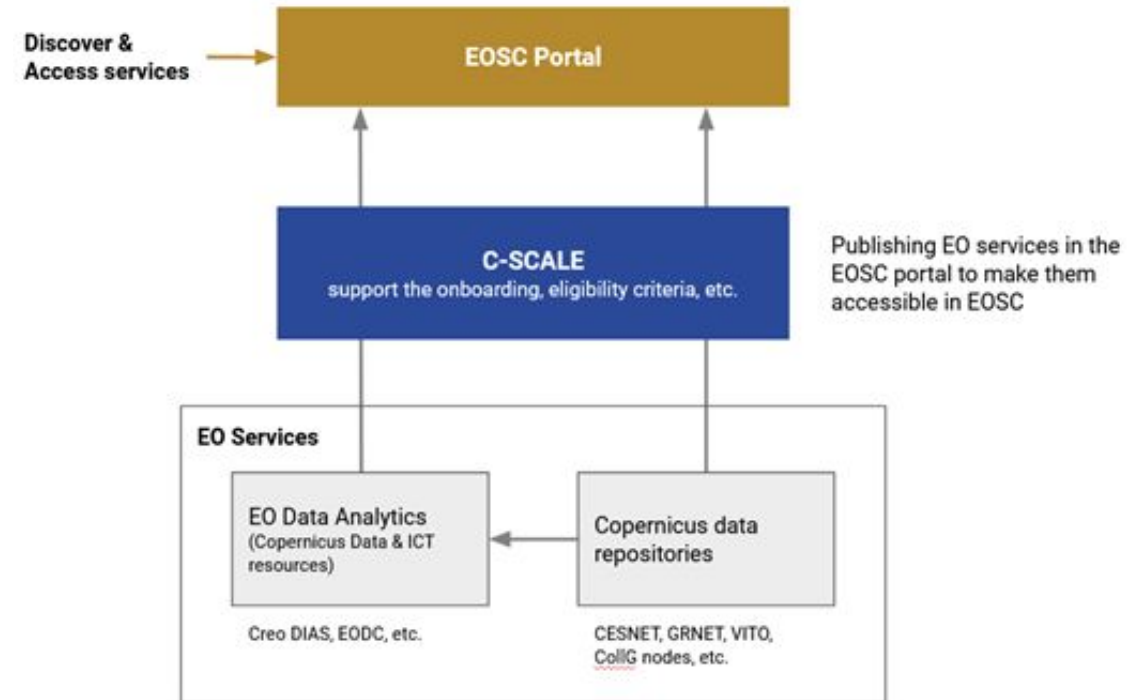 Discover &
Access services
EOSC Portal
C-SCALE
support the onboarding, eligibility criteria, etc.
Publishing EO services in the
EOSC portal to make them
accessible in EOSC
EO Services
EO Data Analytics
(Copernicus Data & ICT
resources)
Copernicus data
repositories
Creo DIAS, EODC, etc.
CESNET, GRNET, VITO,
CollG nodes, etc.